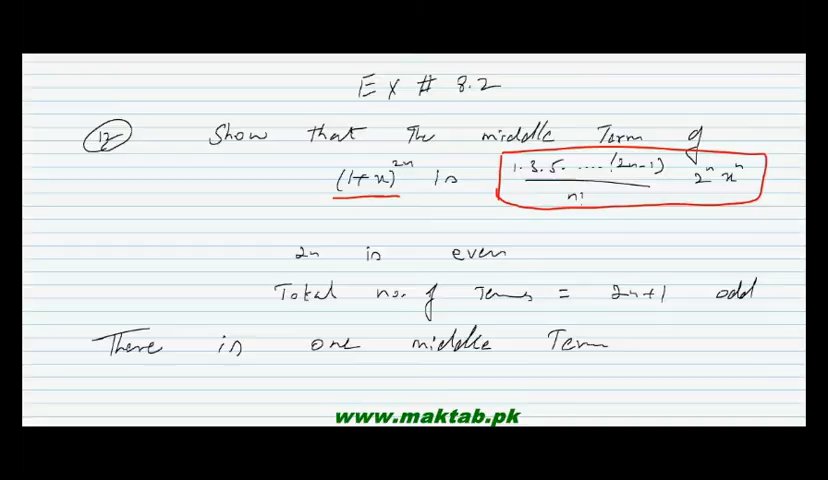 Ex # 8.2
12 Show that the middle Term of
(1+x)^2n is 1.3.5. .... (2n-1) / n! 2^n x^n
2n is even
Total no. of Terms = 2n+1 odd
There is one middle Term
www.maktab.pk